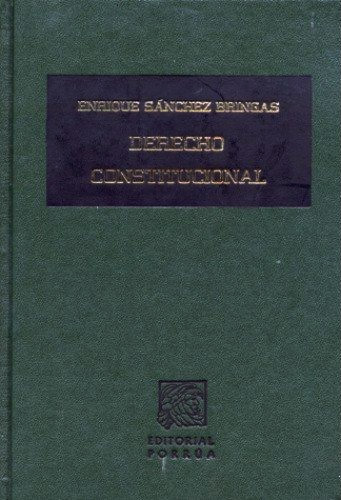 ENRIQUE SÁNCHEZ BRINGAS
DERECHO
CONSTITUCIONAL
EDITORIAL
PORRÚA